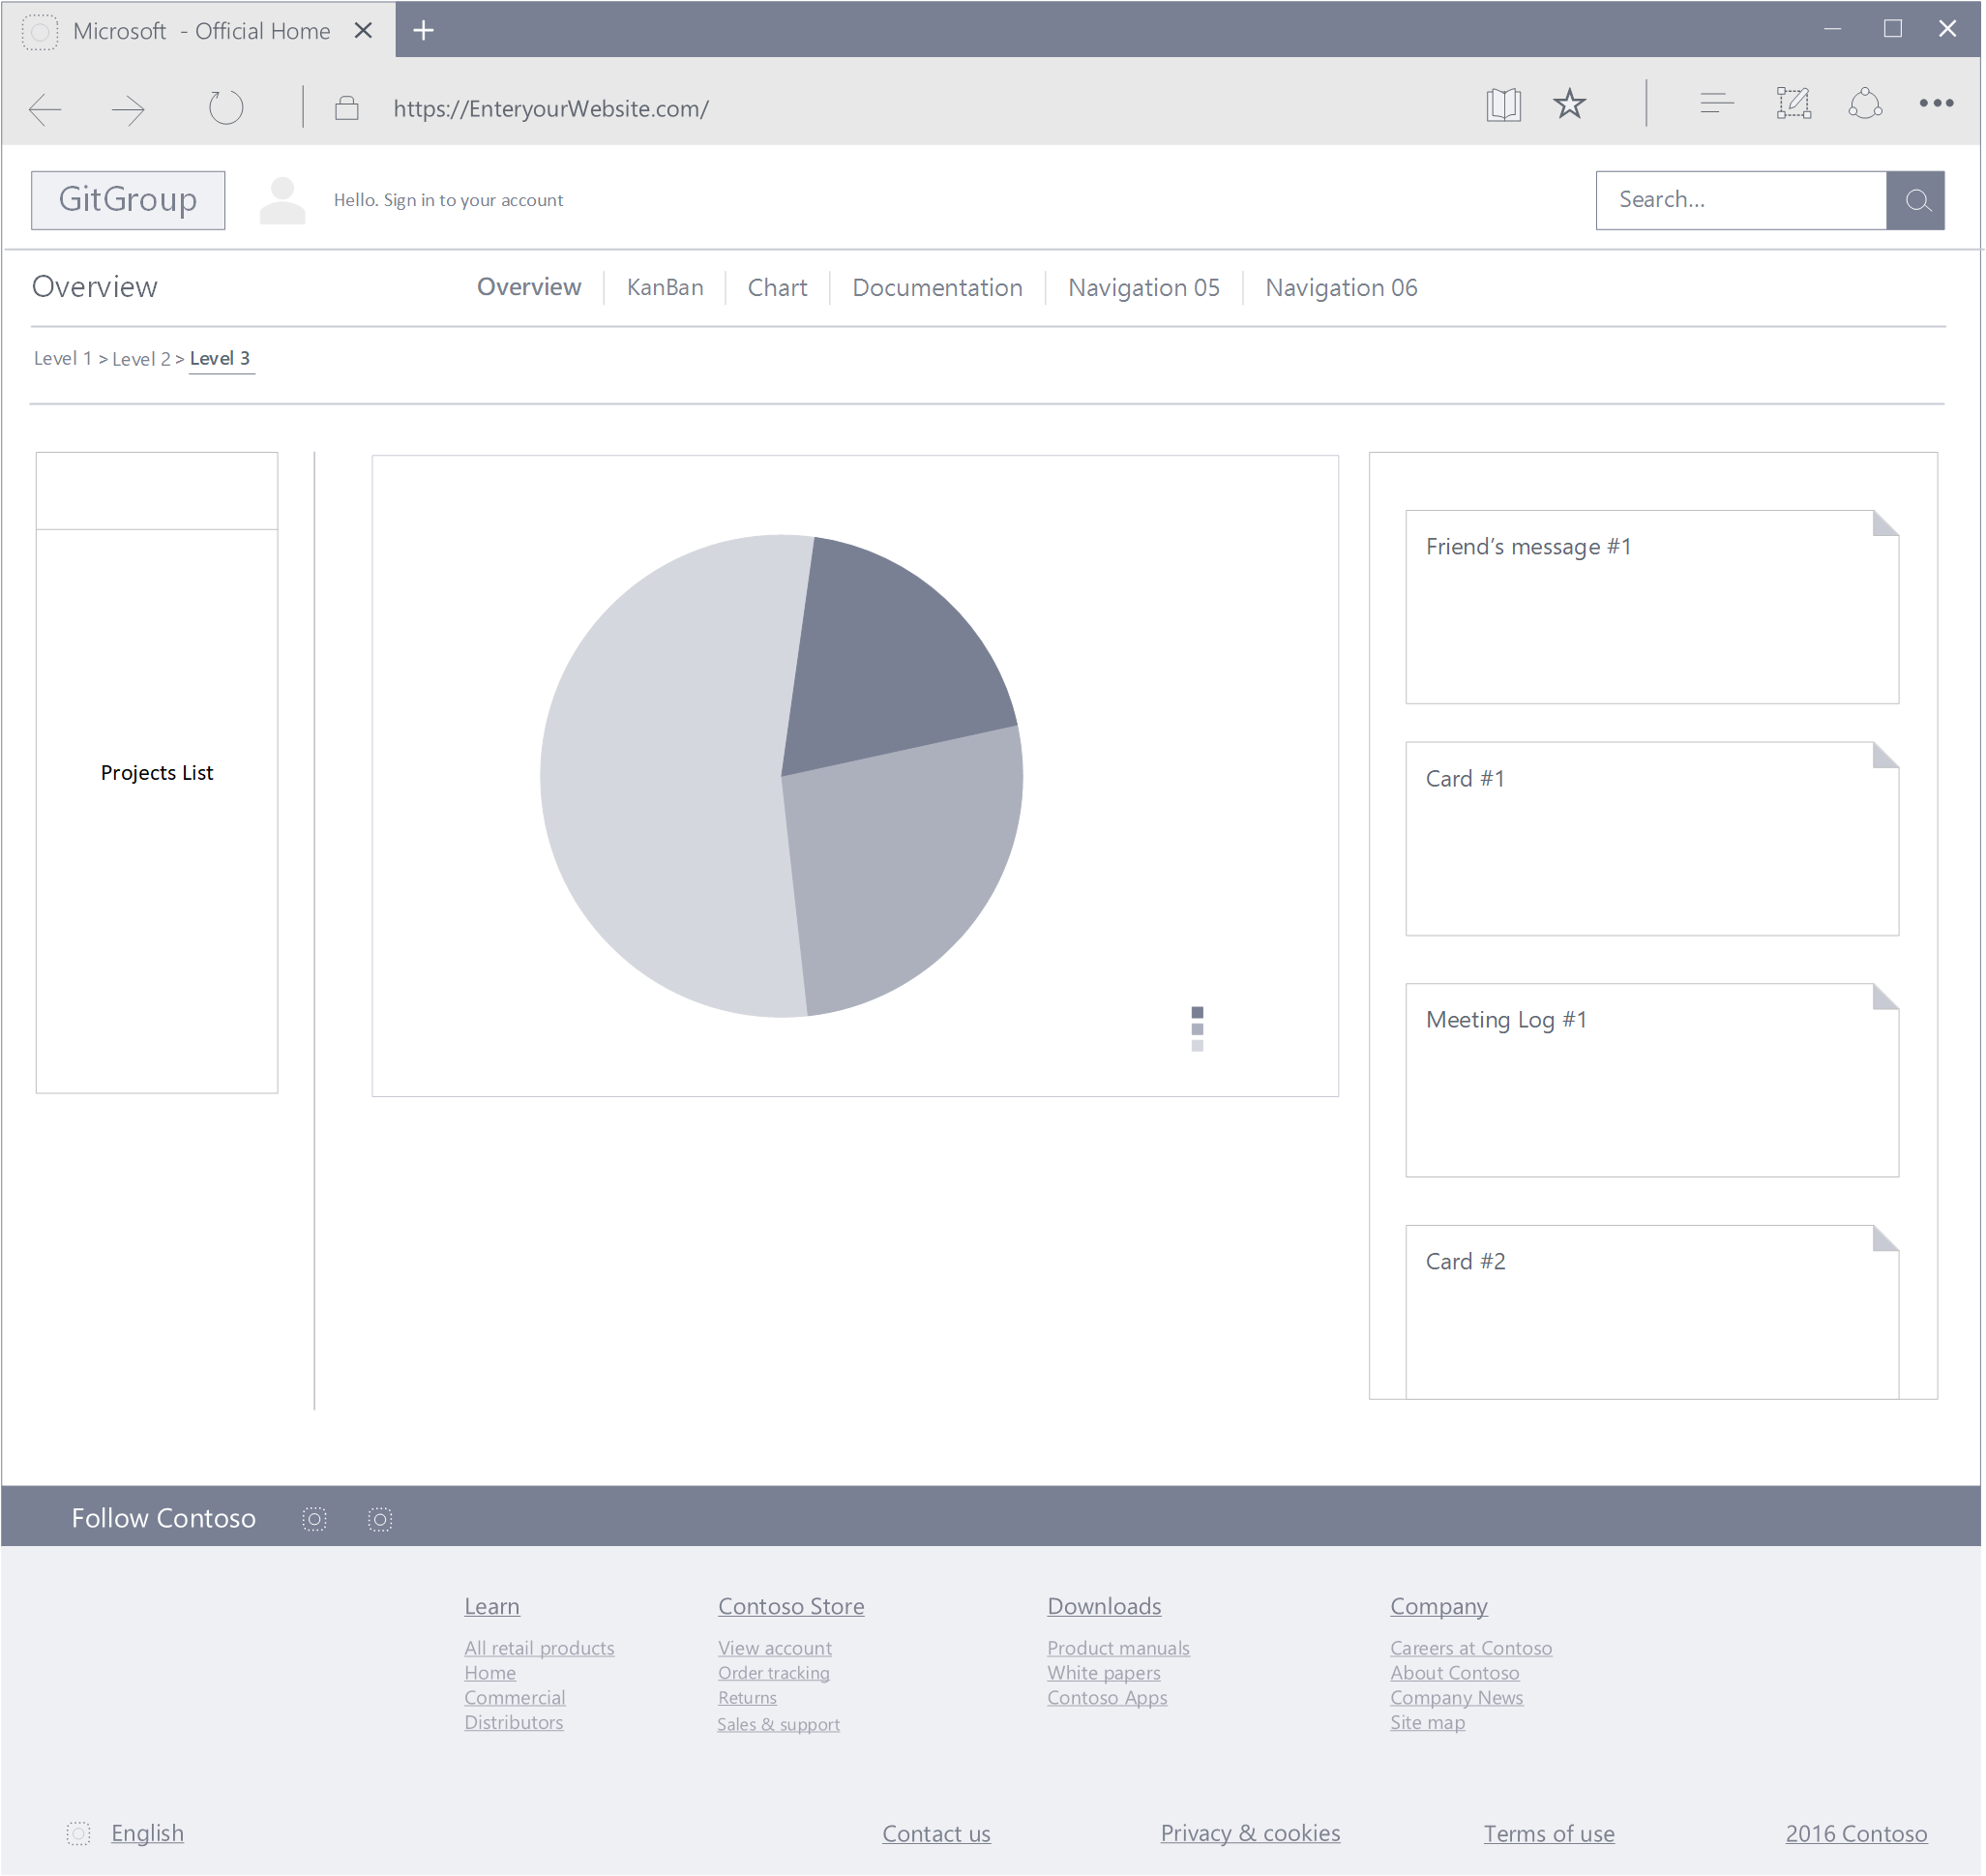 Microsoft - Official Home
https://EnteryourWebsite.com/
GitGroup
Hello. Sign in to your account
Search...
Overview
Overview
KanBan
Chart
Documentation
Navigation 05
Navigation 06
Level 1 > Level 2 > Level 3
Projects List
Friend’s message #1
Card #1
Meeting Log #1
Card #2
Follow Contoso
Learn
All retail products
Home
Commercial
Distributors
Contoso Store
View account
Order tracking
Returns
Sales & support
Downloads
Product manuals
White papers
Contoso Apps
Company
Careers at Contoso
About Contoso
Company News
Site map
English
Contact us
Privacy & cookies
Terms of use
2016 Contoso